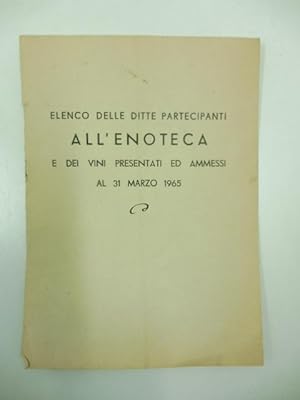 ELENCO DELLE DITTE PARTECIPANTI
ALL'ENOTECA
E DEI VINI PRESENTATI ED AMMESSI
AL 31 MARZO 1965